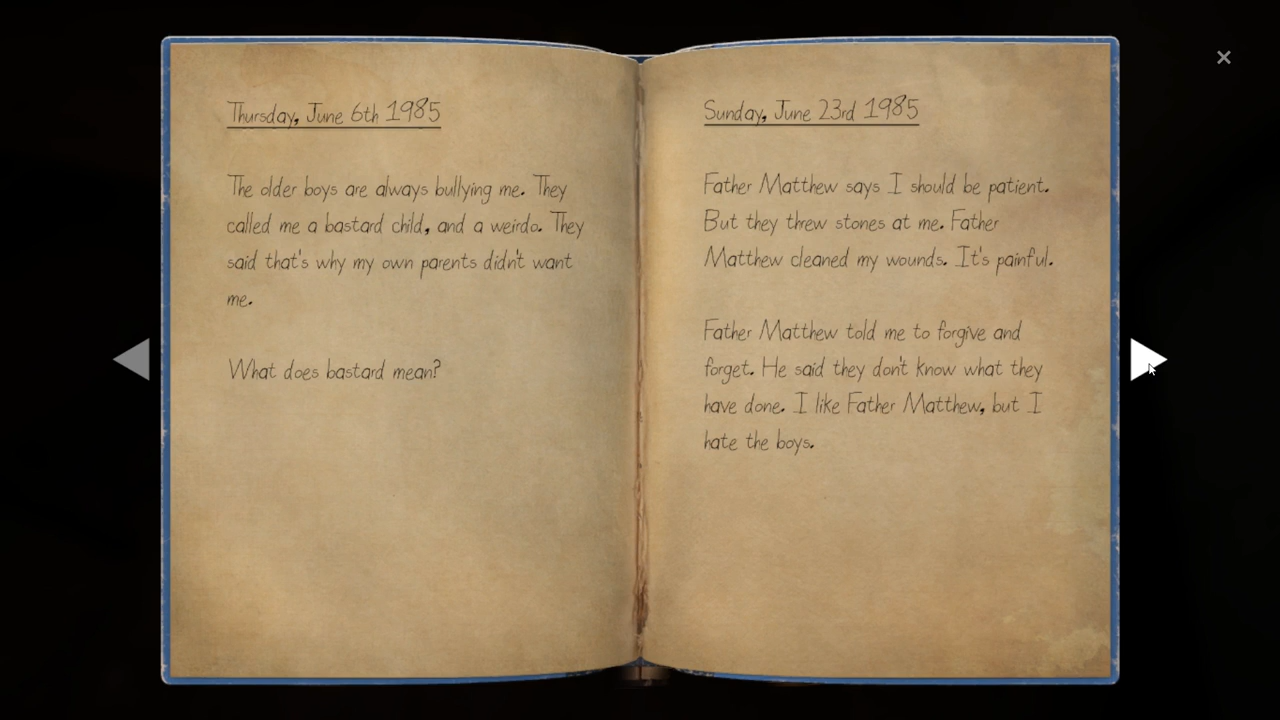 Thursday, June 6th 1985
The older boys are always bullying me. They
called me a bastard child, and a weirdo. They
said that's why my own parents didn't want
me.
What does bastard mean?
Sunday, June 23rd 1985
Father Matthew says I should be patient.
But they threw stones at me. Father
Matthew cleaned my wounds. It's painful.
Father Matthew told me to forgive and
forget. He said they don't know what they
have done. I like Father Matthew, but I
hate the boys.